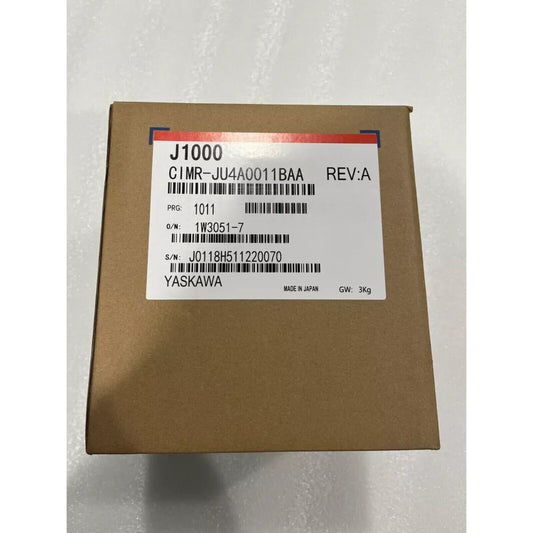 J1000
CIMR-JU4A0011BAA REV:A
PRG: 1011
O/N: 1W3051-7
S/N: J0118H511220070
YASKAWA MADE IN JAPAN GW: 3Kg